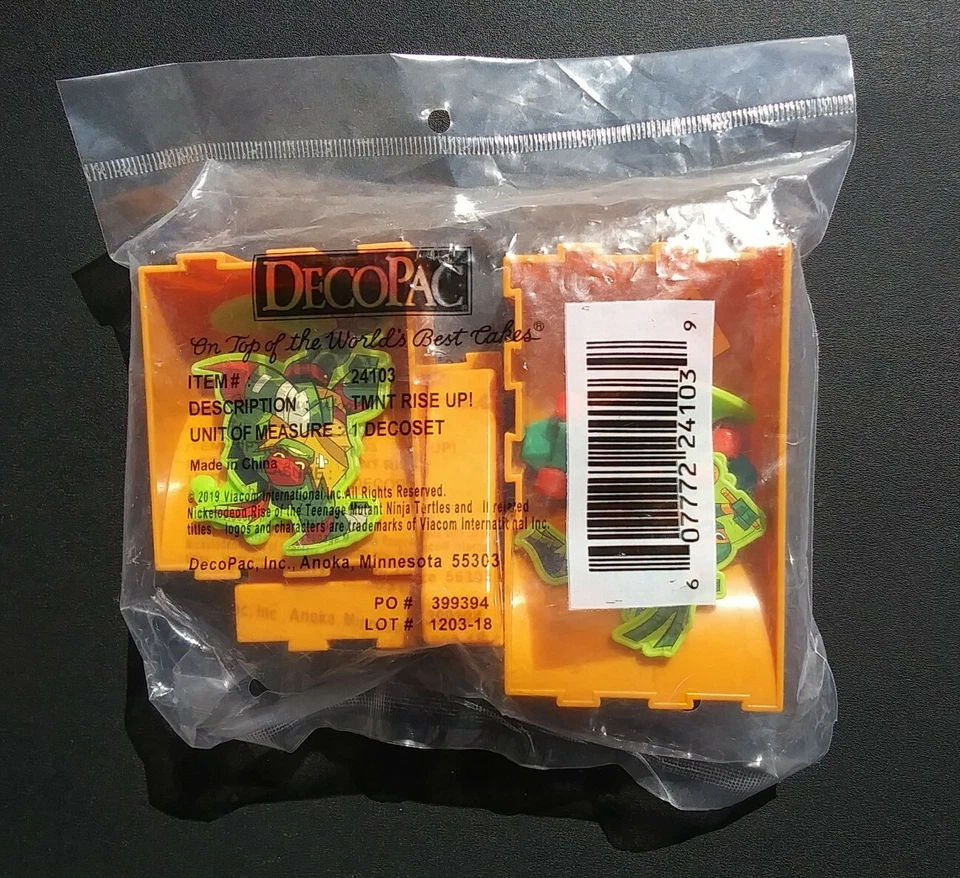 DECOPAC
On Top of the World's Best Cakes®
ITEM # : 24103
DESCRIPTION : TMNT RISE UP!
UNIT OF MEASURE : 1 DECOSET
Made in China
© 2019 Viacom International Inc. All Rights Reserved.
Nickelodeon, Rise of the Teenage Mutant Ninja Turtles and all related
titles, logos and characters are trademarks of Viacom International Inc.
DecoPac, Inc., Anoka, Minnesota 55303
PO # 399394
LOT # 1203-18
6 07772 24103 9